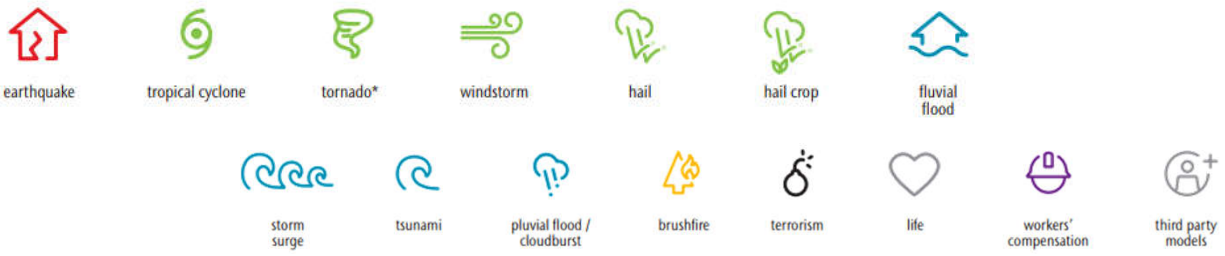 earthquake
tropical cyclone
tornado*
windstorm
hail
hail crop
fluvial
flood
storm
surge
tsunami
pluvial flood /
cloudburst
brushfire
terrorism
life
workers'
compensation
third party
models